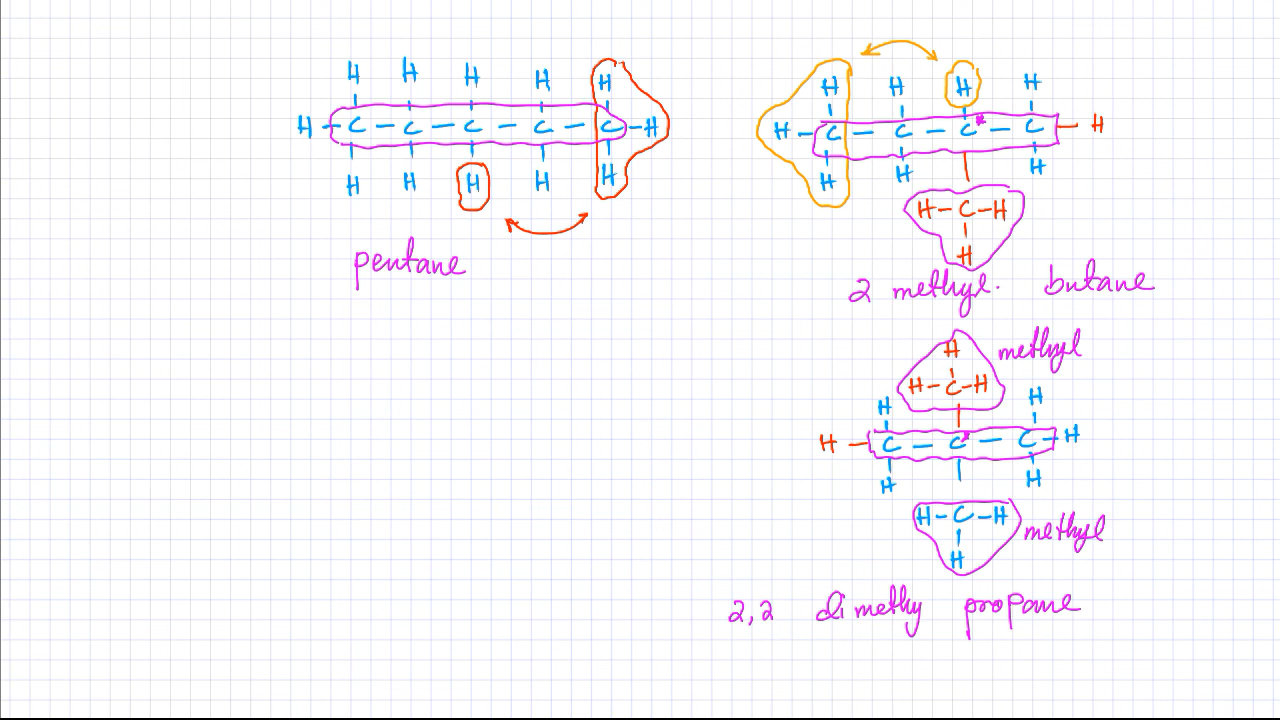 H H H H H
H - C - C - C - C - C - H
H H H H H
pentane
H H H H
H - C - C - C* - C - H
H H H
H - C - H
H
2 methyl. butane
H
methyl
H - C - H
H H
H - C - C* - C - H
H H
H - C - H
methyl
H
2,2 dimethy propane